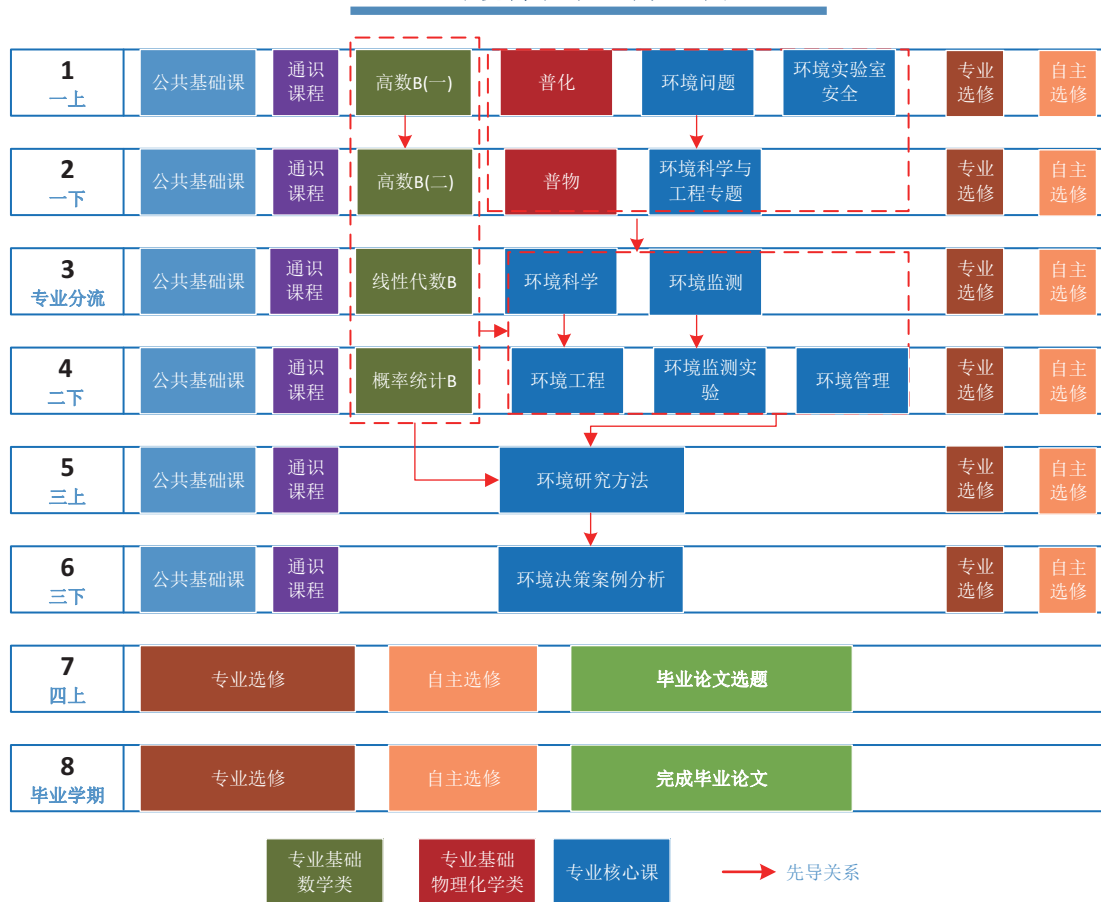 1
一上
公共基础课
通识
课程
高数B(一)
普化
环境问题
环境实验室
安全
专业
选修
自主
选修
2
一下
公共基础课
通识
课程
高数B(二)
普物
环境科学与
工程专题
专业
选修
自主
选修
3
专业分流
公共基础课
通识
课程
线性代数B
环境科学
环境监测
专业
选修
自主
选修
4
二下
公共基础课
通识
课程
概率统计B
环境工程
环境监测实
验
环境管理
专业
选修
自主
选修
5
三上
公共基础课
通识
课程
环境研究方法
专业
选修
自主
选修
6
三下
公共基础课
通识
课程
环境决策案例分析
专业
选修
自主
选修
7
四上
专业选修
自主选修
毕业论文选题
8
毕业学期
专业选修
自主选修
完成毕业论文
专业基础
数学类
专业基础
物理化学类
专业核心课
先导关系